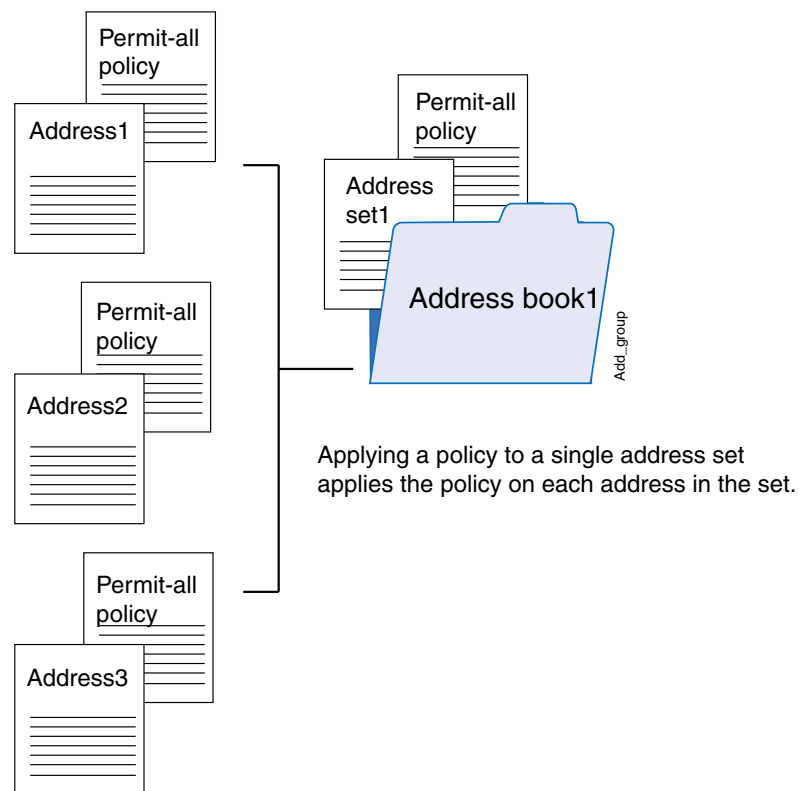 Permit-all
policy
Address1
Permit-all
policy
Address2
Permit-all
policy
Address3
Permit-all
policy
Address
set1
Address book1
Add_group
Applying a policy to a single address set
applies the policy on each address in the set.